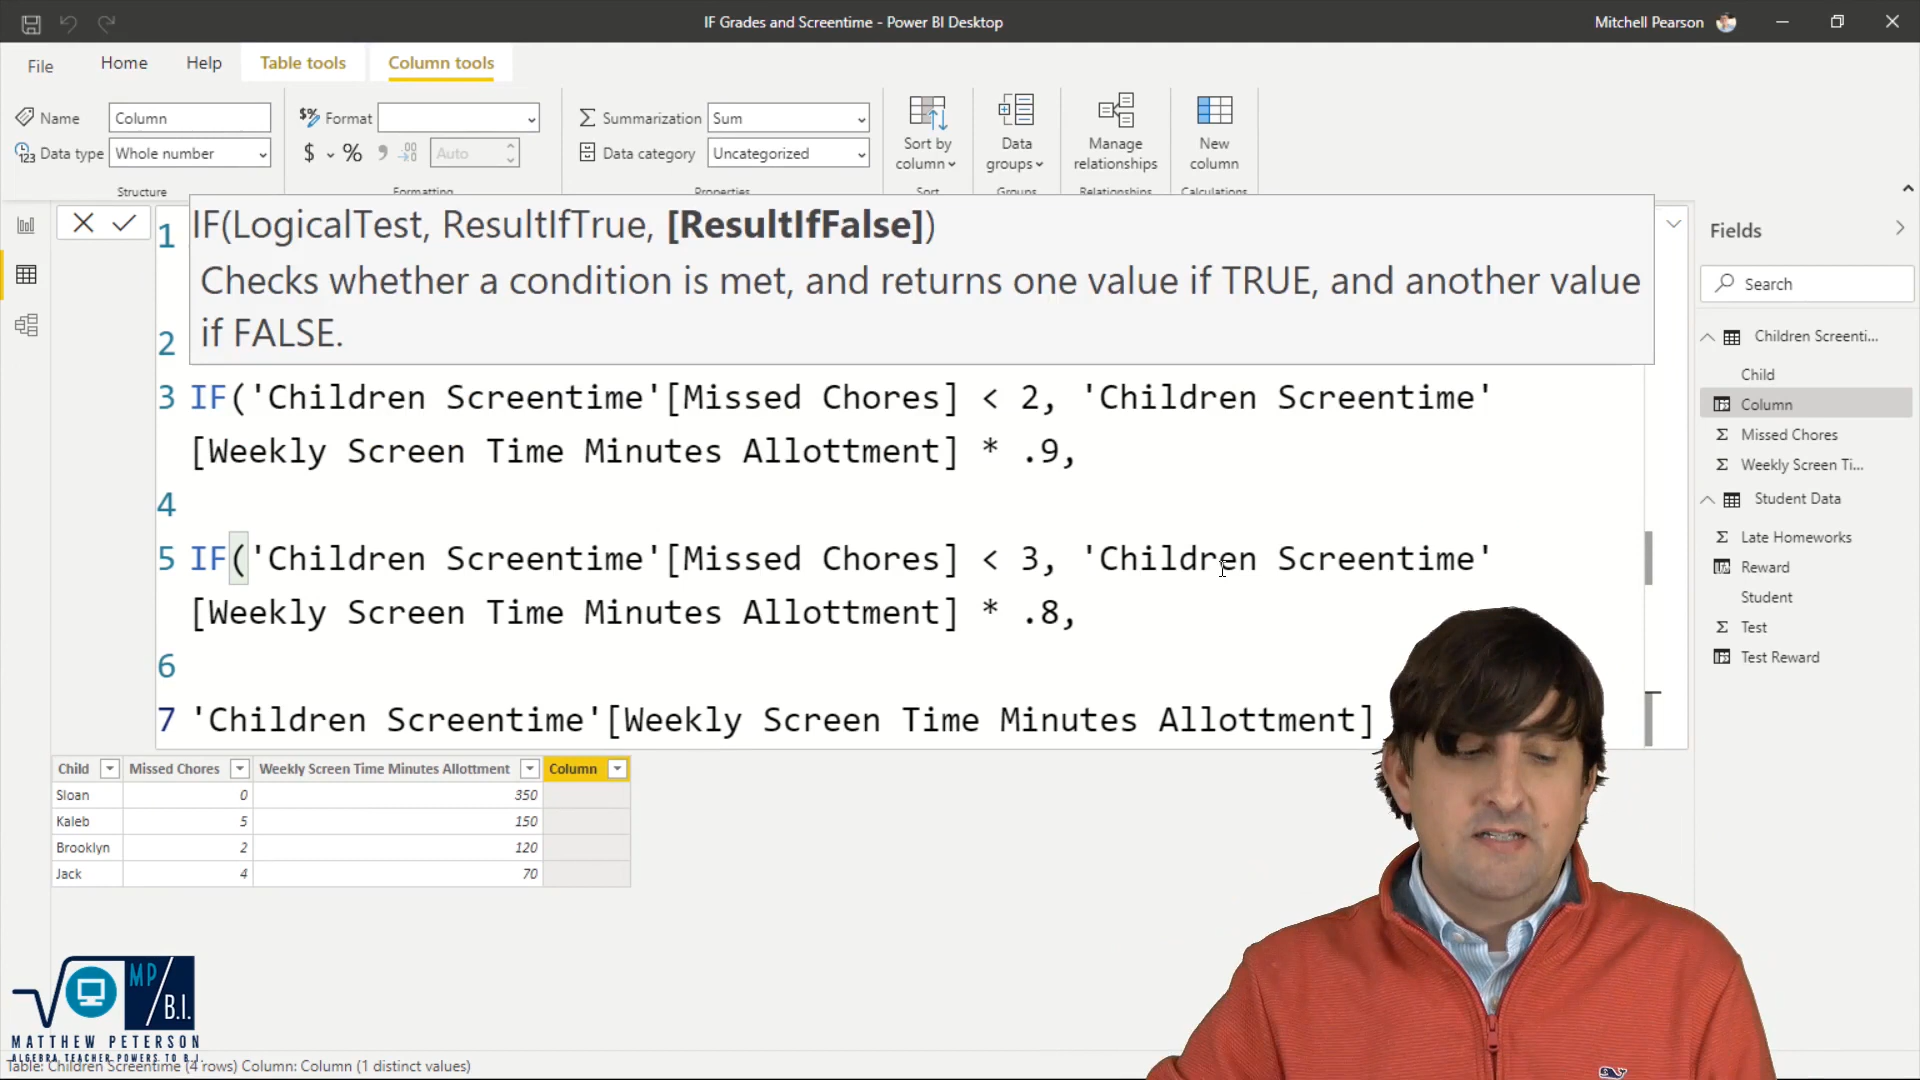 IF Grades and Screentime - Power BI Desktop
Mitchell Pearson
File
Home
Help
Table tools
Column tools
Name
Column
Format
Summarization
Sum
Data type
Whole number
$
%
Auto
Data category
Uncategorized
Sort by
column
Data
groups
Manage
relationships
New
column
Structure
Formatting
Properties
Sort
Groups
Relationships
Calculations
1
IF(LogicalTest, ResultIfTrue, [ResultIfFalse])
Checks whether a condition is met, and returns one value if TRUE, and another value
if FALSE.
2
3 IF('Children Screentime'[Missed Chores] < 2, 'Children Screentime'
[Weekly Screen Time Minutes Allottment] * .9,
4
5 IF('Children Screentime'[Missed Chores] < 3, 'Children Screentime'
[Weekly Screen Time Minutes Allottment] * .8,
6
7 'Children Screentime'[Weekly Screen Time Minutes Allottment]
Fields
Search
Children Screenti...
Child
Column
Missed Chores
Weekly Screen Ti...
Student Data
Late Homeworks
Reward
Student
Test
Test Reward
Child Missed Chores Weekly Screen Time Minutes Allottment Column
Sloan 0 350
Kaleb 5 150
Brooklyn 2 120
Jack 4 70
MP
B.I.
MATTHEW PETERSON
ALGEBRA TEACHER POWERS TO B.I.
Table: Children Screentime (4 rows) Column: Column (1 distinct values)